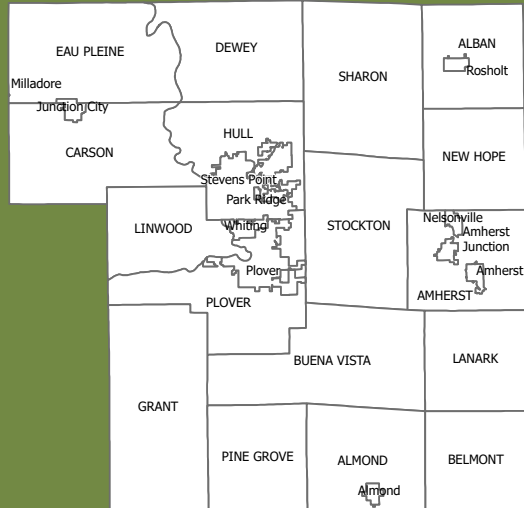 DEWEY
ALBAN
EAU PLEINE
Rosholt
SHARON
Milladore
Junction City
HULL
CARSON
NEW HOPE
Stevens Point
Park Ridge
Nelsonville
Whiting
STOCKTON
LINWOOD
Amherst
Junction
Plover
Amherst
AMHERST
PLOVER
BUENA VISTA
LANARK
GRANT
PINE GROVE
ALMOND
BELMONT
Almond